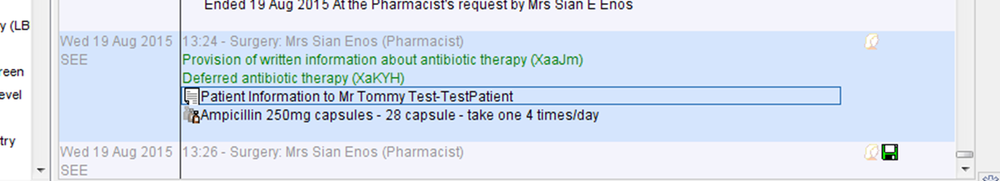 Ended 19 Aug 2015 At the Pharmacist's request by Mrs Sian E Enos
y (LB
Wed 19 Aug 2015 13:24 - Surgery: Mrs Sian Enos (Pharmacist)
SEE Provision of written information about antibiotic therapy (XaaJm)
reen Deferred antibiotic therapy (XaKYH)
evel Patient Information to Mr Tommy Test-TestPatient
Ampicillin 250mg capsules - 28 capsule - take one 4 times/day
try
Wed 19 Aug 2015 13:26 - Surgery: Mrs Sian Enos (Pharmacist)
SEE